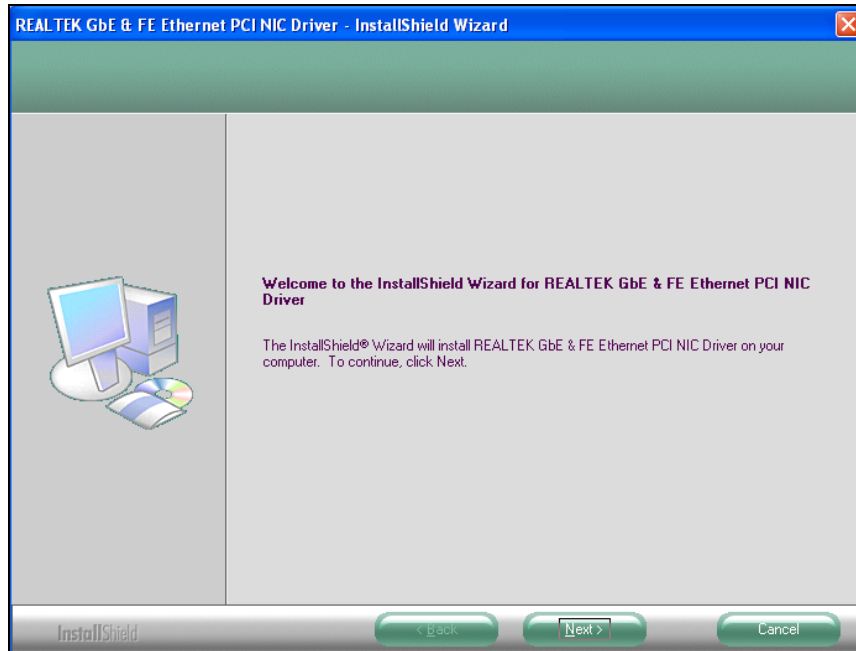 REALTEK GbE & FE Ethernet PCI NIC Driver - InstallShield Wizard
Welcome to the InstallShield Wizard for REALTEK GbE & FE Ethernet PCI NIC
Driver
The InstallShield® Wizard will install REALTEK GbE & FE Ethernet PCI NIC Driver on your
computer. To continue, click Next.
InstallShield
< Back
Next >
Cancel